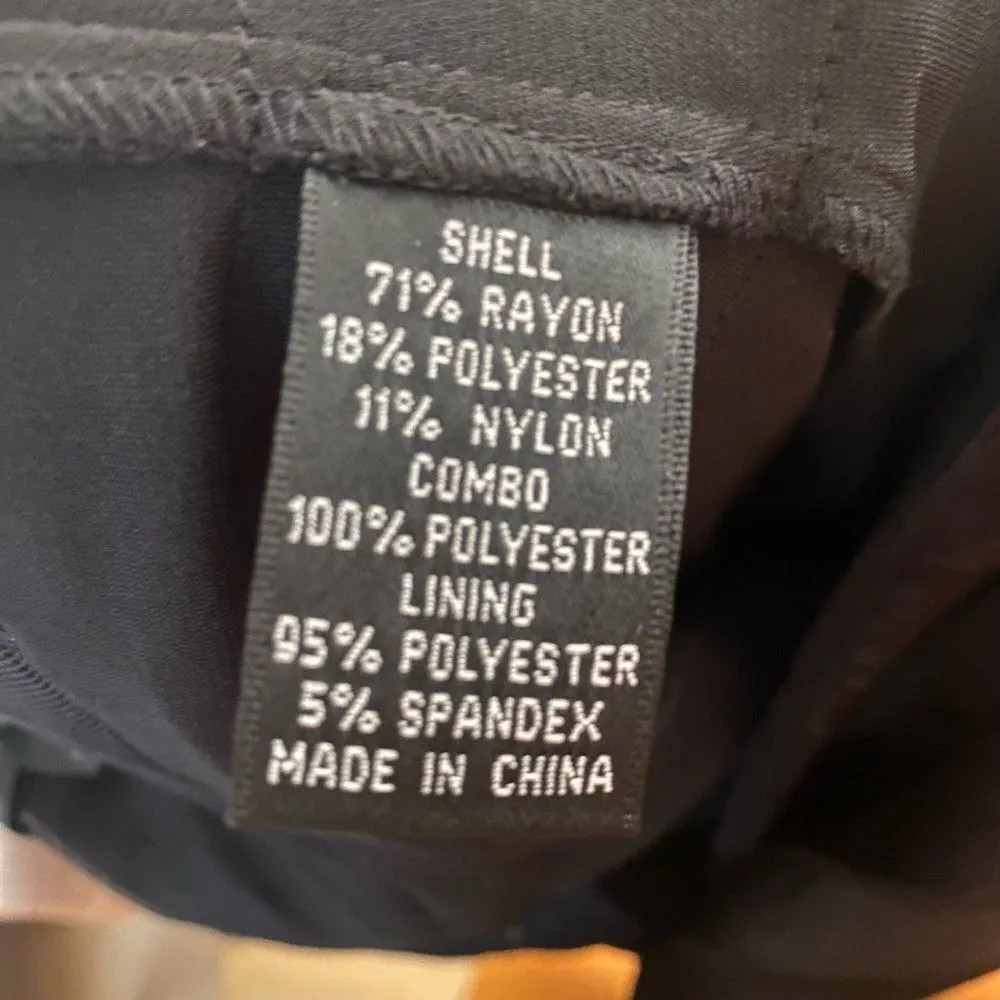 SHELL
71% RAYON
18% POLYESTER
11% NYLON
COMBO
100% POLYESTER
LINING
95% POLYESTER
5% SPANDEX
MADE IN CHINA